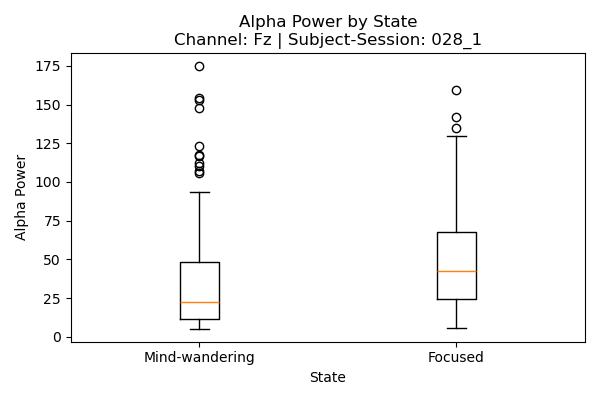 Alpha Power by State
Channel: Fz | Subject-Session: 028_1
175
150
125
100
75
50
25
0
Alpha Power
Mind-wandering
Focused
State